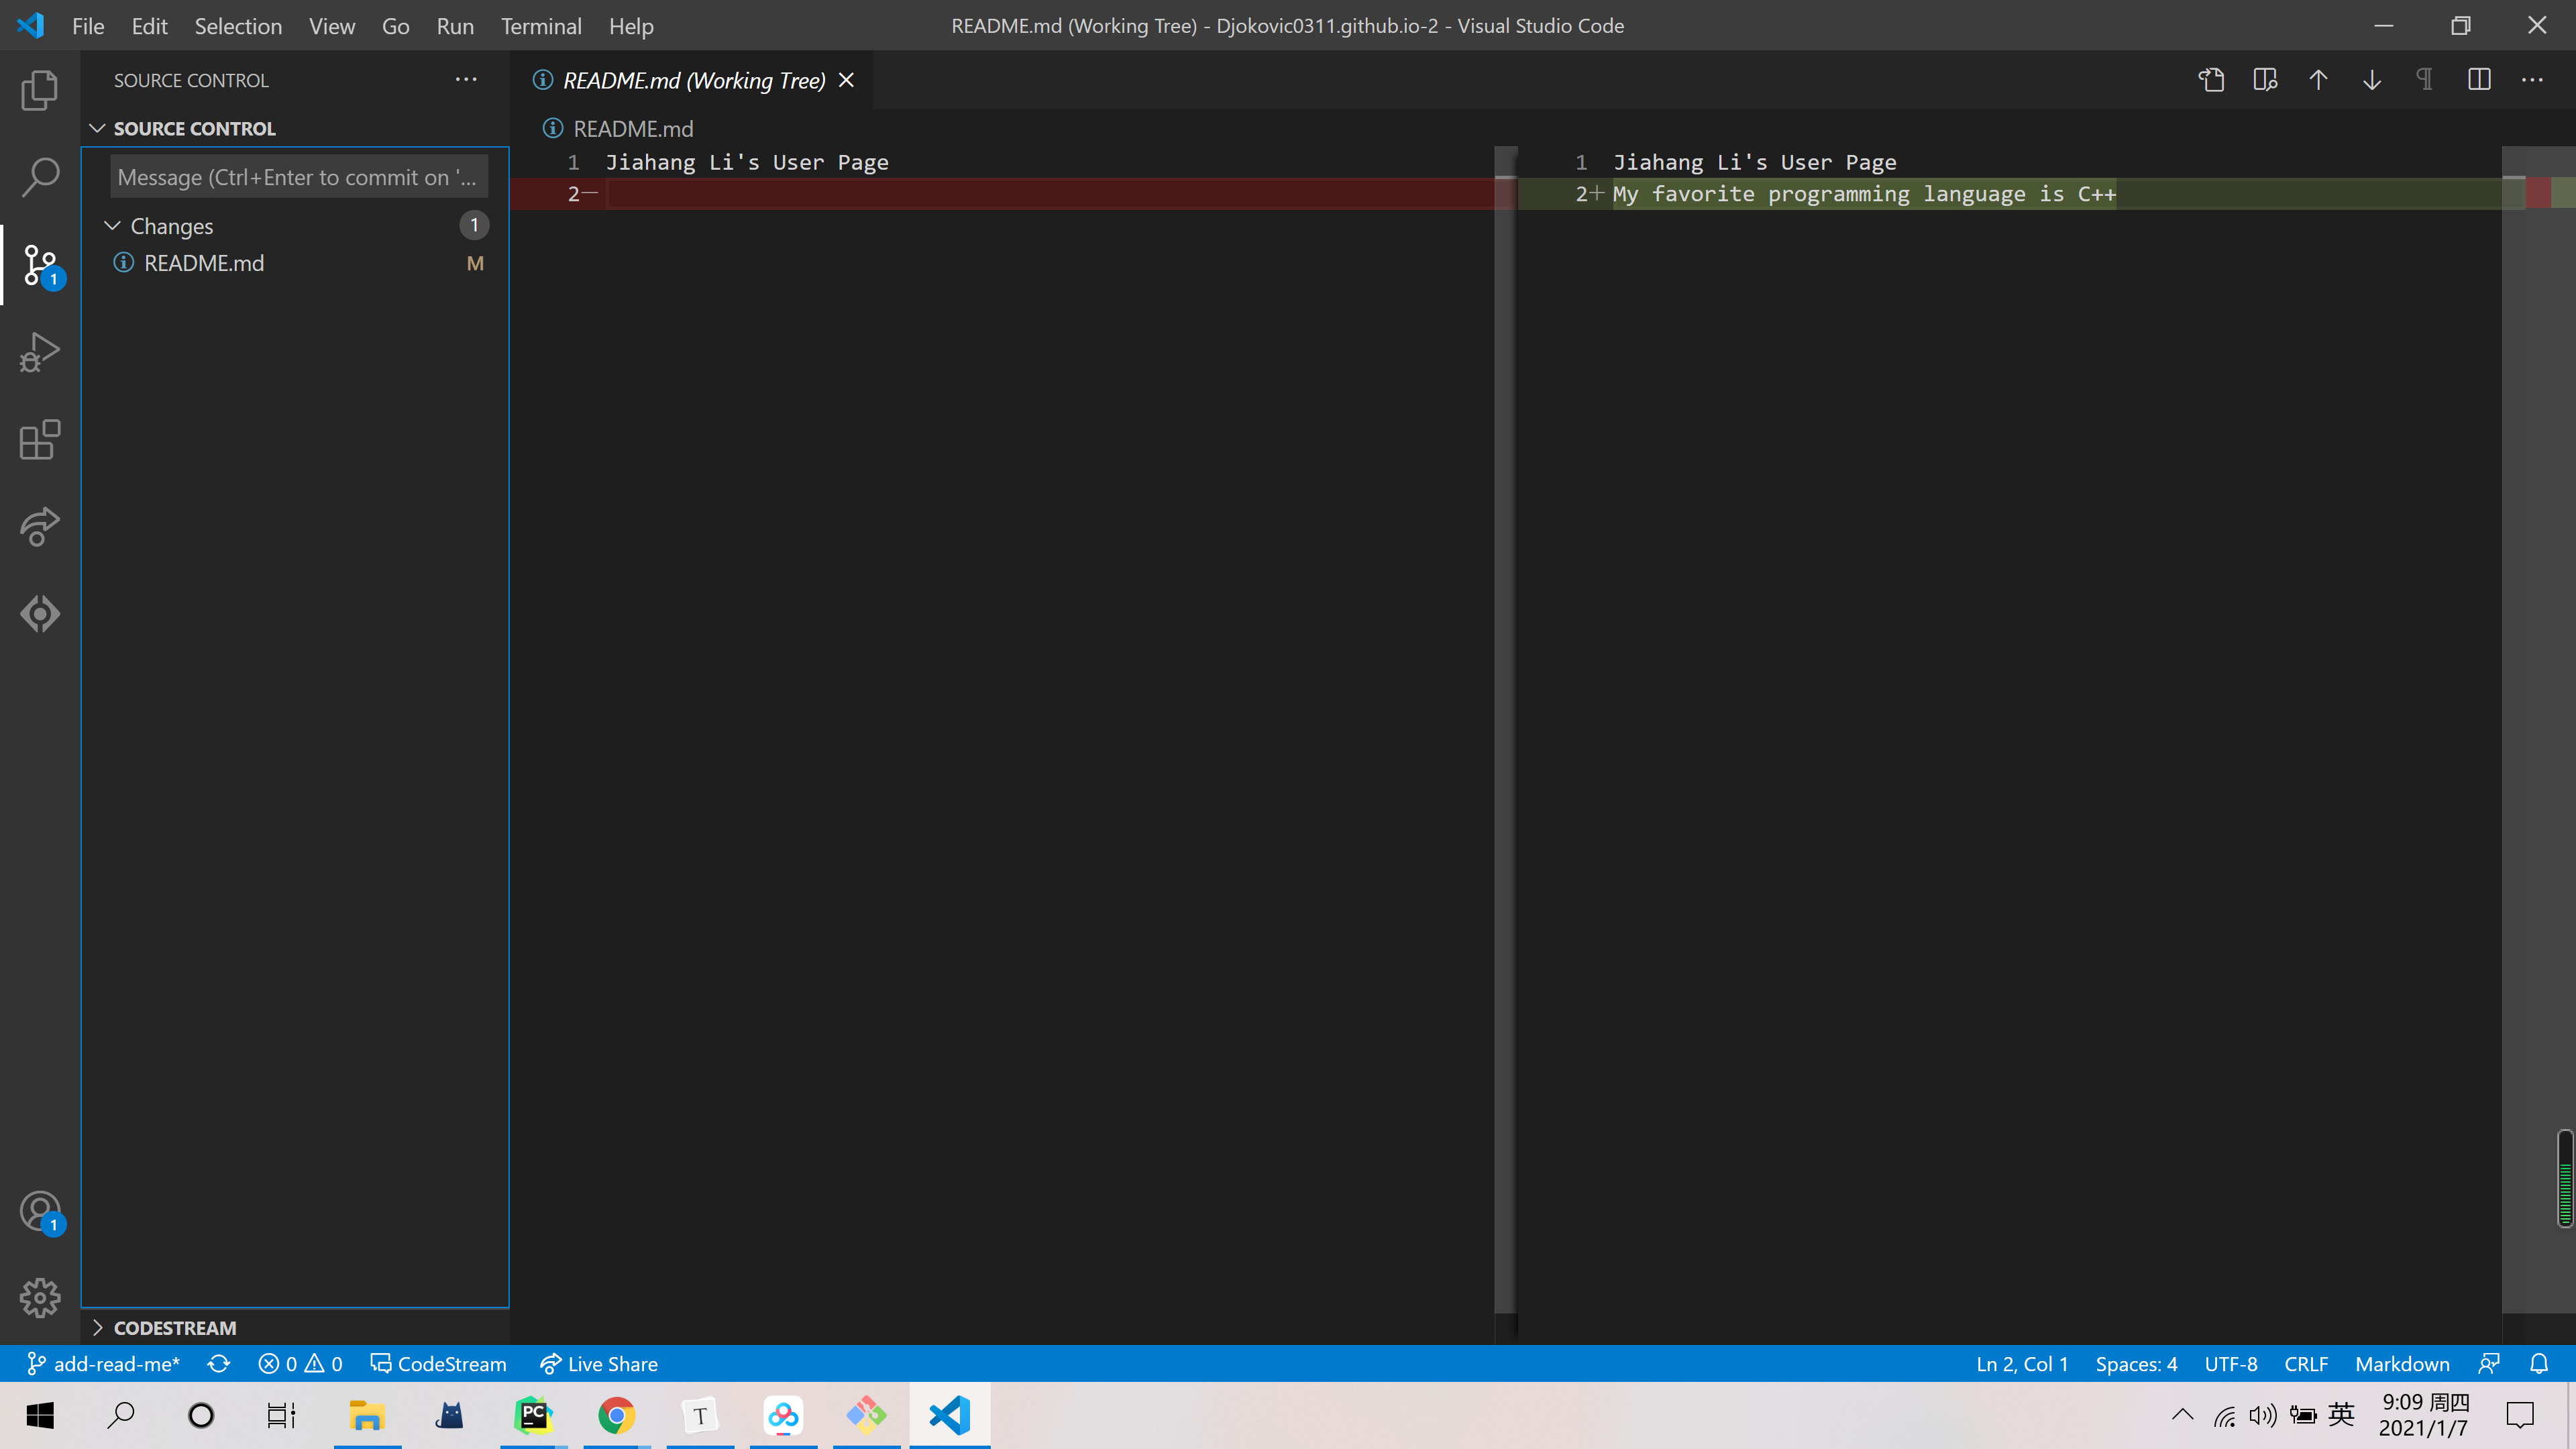 File Edit Selection View Go Run Terminal Help
README.md (Working Tree) - Djokovic0311.github.io-2 - Visual Studio Code
SOURCE CONTROL
README.md (Working Tree)
SOURCE CONTROL
README.md
Message (Ctrl+Enter to commit on '...
Changes 1
README.md M
1 Jiahang Li's User Page
2—
1 Jiahang Li's User Page
2+ My favorite programming language is C++
1
1
CODESTREAM
add-read-me* 0 0 CodeStream Live Share
Ln 2, Col 1 Spaces: 4 UTF-8 CRLF Markdown
PC
T
英
9:09 周四
2021/1/7